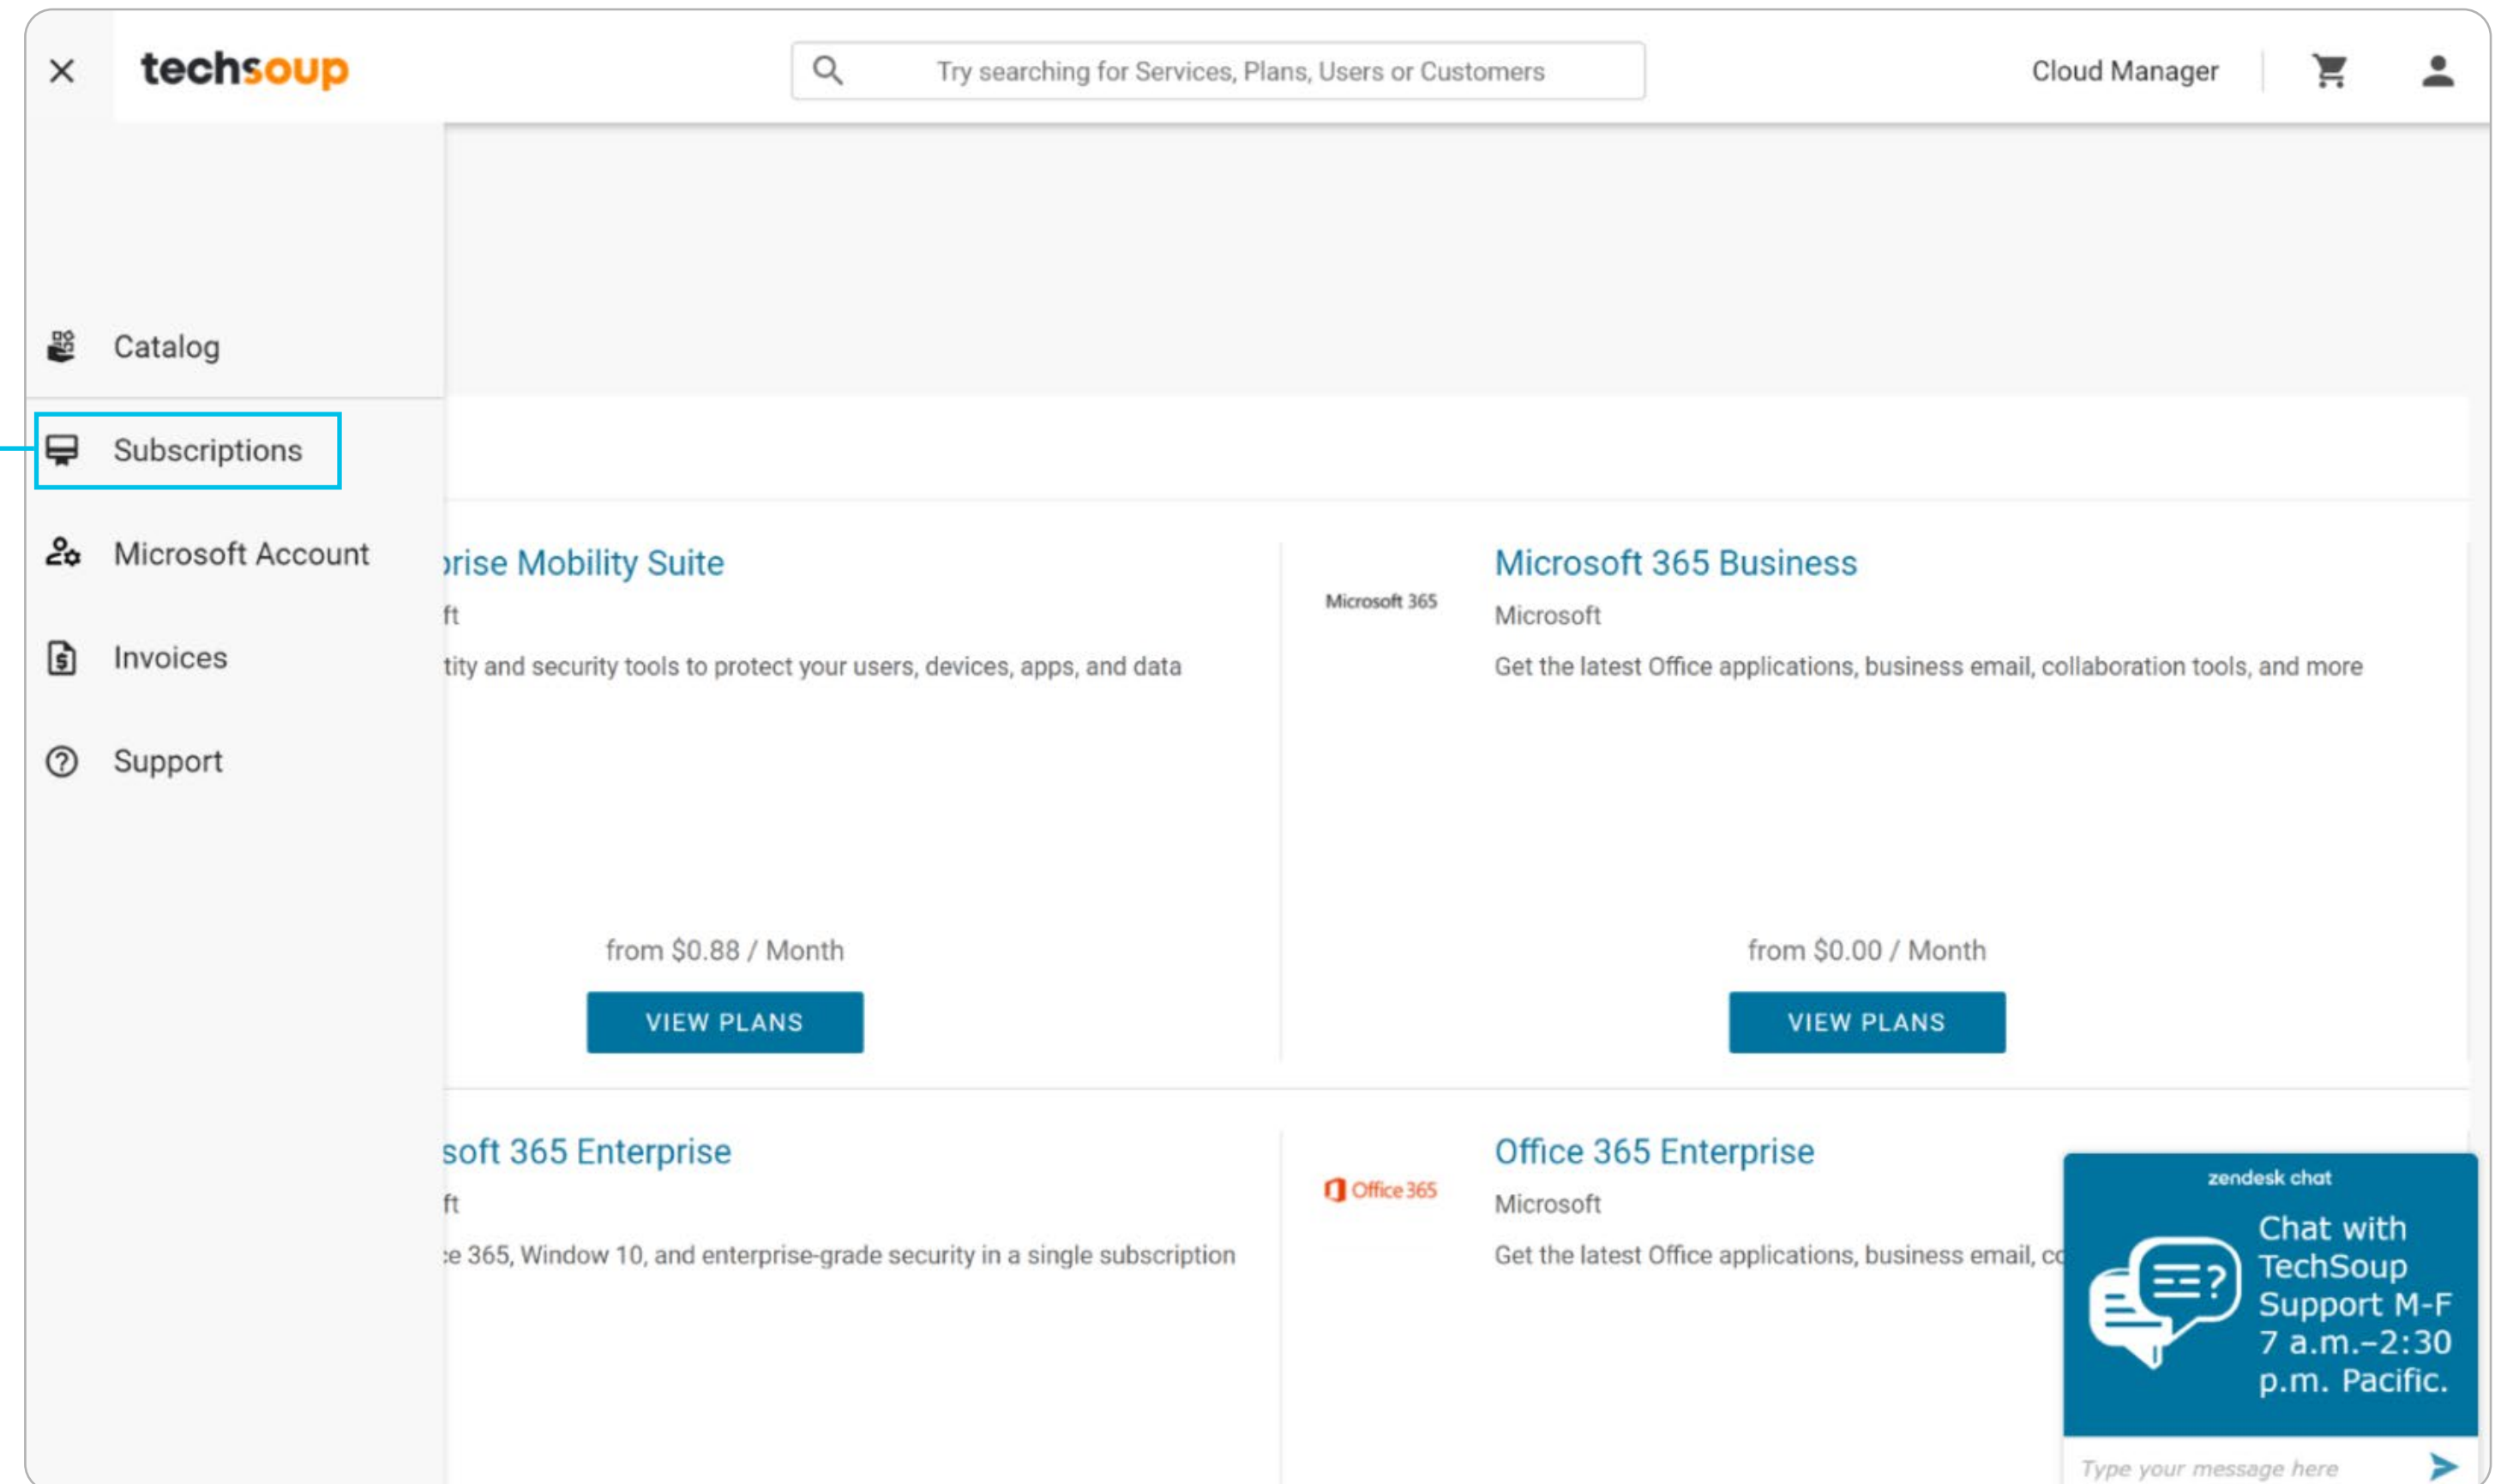 techsoup
Try searching for Services, Plans, Users or Customers
Cloud Manager
Catalog
Subscriptions
Microsoft Account
Invoices
Support
prise Mobility Suite
ft
tity and security tools to protect your users, devices, apps, and data
from $0.88 / Month
VIEW PLANS
Microsoft 365
Microsoft 365 Business
Microsoft
Get the latest Office applications, business email, collaboration tools, and more
from $0.00 / Month
VIEW PLANS
soft 365 Enterprise
ft
ce 365, Window 10, and enterprise-grade security in a single subscription
Office 365
Office 365 Enterprise
Microsoft
Get the latest Office applications, business email, co
zendesk chat
Chat with
TechSoup
Support M-F
7 a.m.–2:30
p.m. Pacific.
Type your message here